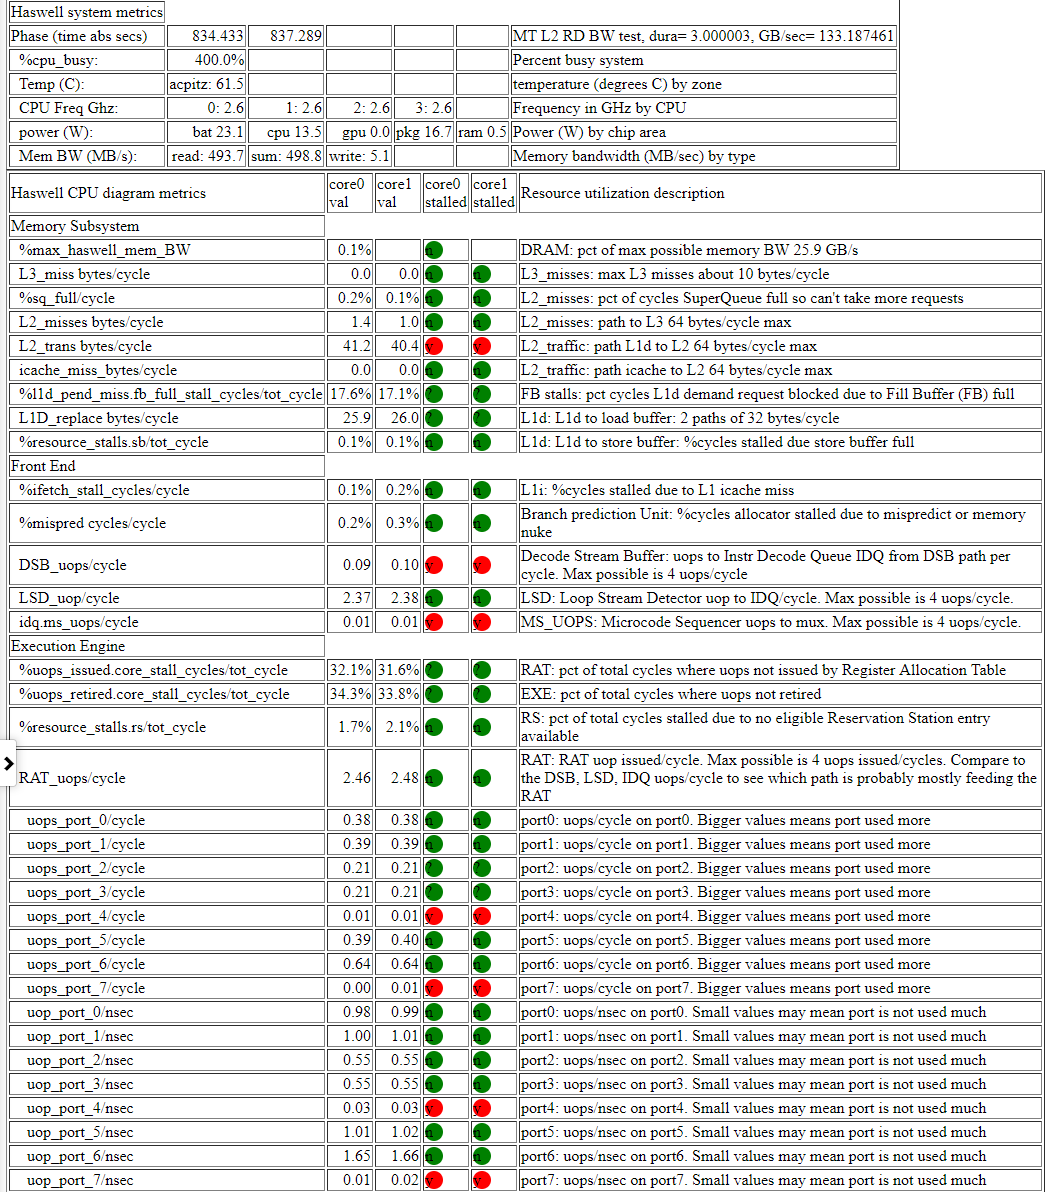 Haswell system metrics
Phase (time abs secs) 834.433 837.289 MT L2 RD BW test, dura= 3.000003, GB/sec= 133.187461
%cpu_busy: 400.0% Percent busy system
Temp (C): acpitz: 61.5 temperature (degrees C) by zone
CPU Freq Ghz: 0: 2.6 1: 2.6 2: 2.6 3: 2.6 Frequency in GHz by CPU
power (W): bat 23.1 cpu 13.5 gpu 0.0 pkg 16.7 ram 0.5 Power (W) by chip area
Mem BW (MB/s): read: 493.7 sum: 498.8 write: 5.1 Memory bandwidth (MB/sec) by type
Haswell CPU diagram metrics core0 val core1 val core0 stalled core1 stalled Resource utilization description
Memory Subsystem
%max_haswell_mem_BW 0.1% n DRAM: pct of max possible memory BW 25.9 GB/s
L3_miss bytes/cycle 0.0 0.0 n n L3_misses: max L3 misses about 10 bytes/cycle
%sq_full/cycle 0.2% 0.1% n n L2_misses: pct of cycles SuperQueue full so can't take more requests
L2_misses bytes/cycle 1.4 1.0 n n L2_misses: path to L3 64 bytes/cycle max
L2_trans bytes/cycle 41.2 40.4 y y L2_traffic: path L1d to L2 64 bytes/cycle max
icache_miss_bytes/cycle 0.0 0.0 n n L2_traffic: path icache to L2 64 bytes/cycle max
%l1d_pend_miss.fb_full_stall_cycles/tot_cycle 17.6% 17.1% ? ? FB stalls: pct cycles L1d demand request blocked due to Fill Buffer (FB) full
L1D_replace bytes/cycle 25.9 26.0 ? ? L1d: L1d to load buffer: 2 paths of 32 bytes/cycle
%resource_stalls.sb/tot_cycle 0.1% 0.1% n n L1d: L1d to store buffer: %cycles stalled due store buffer full
Front End
%ifetch_stall_cycles/cycle 0.1% 0.2% n n L1i: %cycles stalled due to L1 icache miss
%mispred cycles/cycle 0.2% 0.3% n n Branch prediction Unit: %cycles allocator stalled due to mispredict or memory
nuke
DSB_uops/cycle 0.09 0.10 y y Decode Stream Buffer: uops to Instr Decode Queue IDQ from DSB path per
cycle. Max possible is 4 uops/cycle
LSD_uop/cycle 2.37 2.38 n n LSD: Loop Stream Detector uop to IDQ/cycle. Max possible is 4 uops/cycle.
idq.ms_uops/cycle 0.01 0.01 y y MS_UOPS: Microcode Sequencer uops to mux. Max possible is 4 uops/cycle.
Execution Engine
%uops_issued.core_stall_cycles/tot_cycle 32.1% 31.6% ? ? RAT: pct of total cycles where uops not issued by Register Allocation Table
%uops_retired.core_stall_cycles/tot_cycle 34.3% 33.8% ? ? EXE: pct of total cycles where uops not retired
%resource_stalls.rs/tot_cycle 1.7% 2.1% n n RS: pct of total cycles stalled due to no eligible Reservation Station entry
available
RAT_uops/cycle 2.46 2.48 n n RAT: RAT uop issued/cycle. Max possible is 4 uops issued/cycles. Compare to
the DSB, LSD, IDQ uops/cycle to see which path is probably mostly feeding the
RAT
uops_port_0/cycle 0.38 0.38 n n port0: uops/cycle on port0. Bigger values means port used more
uops_port_1/cycle 0.39 0.39 n n port1: uops/cycle on port1. Bigger values means port used more
uops_port_2/cycle 0.21 0.21 ? ? port2: uops/cycle on port2. Bigger values means port used more
uops_port_3/cycle 0.21 0.21 ? ? port3: uops/cycle on port3. Bigger values means port used more
uops_port_4/cycle 0.01 0.01 y y port4: uops/cycle on port4. Bigger values means port used more
uops_port_5/cycle 0.39 0.40 n n port5: uops/cycle on port5. Bigger values means port used more
uops_port_6/cycle 0.64 0.64 n n port6: uops/cycle on port6. Bigger values means port used more
uops_port_7/cycle 0.00 0.01 y y port7: uops/cycle on port7. Bigger values means port used more
uop_port_0/nsec 0.98 0.99 n n port0: uops/nsec on port0. Small values may mean port is not used much
uop_port_1/nsec 1.00 1.01 n n port1: uops/nsec on port1. Small values may mean port is not used much
uop_port_2/nsec 0.55 0.55 n n port2: uops/nsec on port2. Small values may mean port is not used much
uop_port_3/nsec 0.55 0.55 n n port3: uops/nsec on port3. Small values may mean port is not used much
uop_port_4/nsec 0.03 0.03 y y port4: uops/nsec on port4. Small values may mean port is not used much
uop_port_5/nsec 1.01 1.02 n n port5: uops/nsec on port5. Small values may mean port is not used much
uop_port_6/nsec 1.65 1.66 n n port6: uops/nsec on port6. Small values may mean port is not used much
uop_port_7/nsec 0.01 0.02 y y port7: uops/nsec on port7. Small values may mean port is not used much